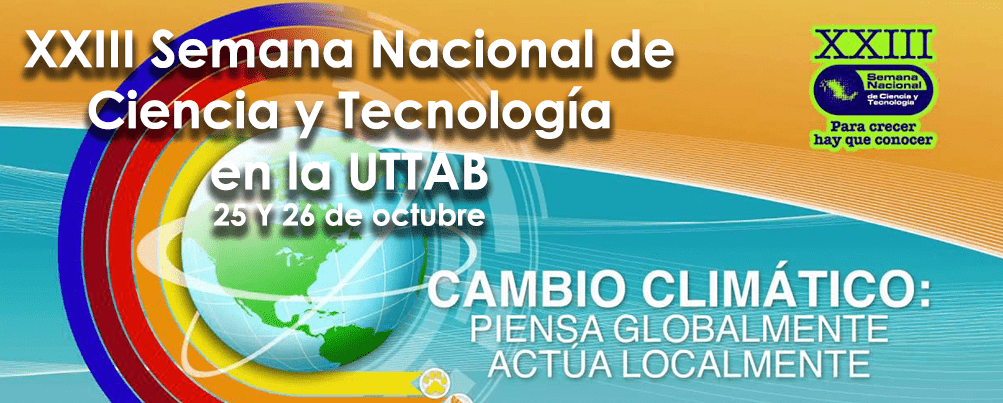 XXIII Semana Nacional de
Ciencia y Tecnología
en la UTTAB
25 Y 26 de octubre
XXIII
Semana
Nacional
de Ciencia y
Tecnología
Para crecer
hay que conocer
CAMBIO CLIMÁTICO:
PIENSA GLOBALMENTE
ACTÚA LOCALMENTE